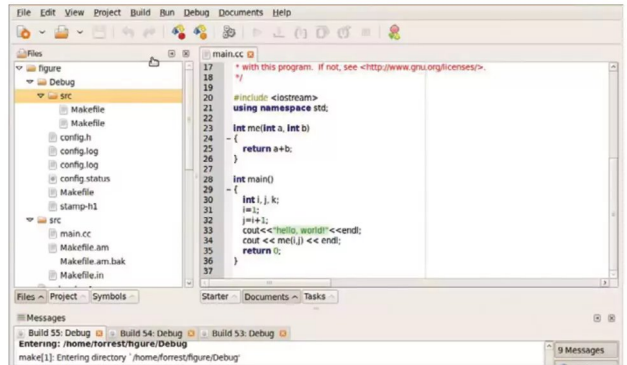 File Edit View Project Build Run Debug Documents Help
Files
main.cc
figure
Debug
src
Makefile
Makefile
config.h
config.log
config.log
config.status
Makefile
stamp-h1
src
main.cc
Makefile.am
Makefile.am.bak
Makefile.in
17 * with this program. If not, see <http://www.gnu.org/licenses/>.
18 */
19
20 #include <iostream>
21 using namespace std;
22
23 int me(int a, int b)
24 {
25 return a+b;
26 }
27
28 int main()
29 {
30 int i, j, k;
31 i=1;
32 j=i+1;
33 cout<<"hello, world!"<<endl;
34 cout << me(i,j) << endl;
35 return 0;
36 }
37
Files Project Symbols
Starter Documents Tasks
Messages
Build 55: Debug Build 54: Debug Build 53: Debug
Entering: /home/forrest/figure/Debug
make[1]: Entering directory `/home/forrest/figure/Debug'
9 Messages